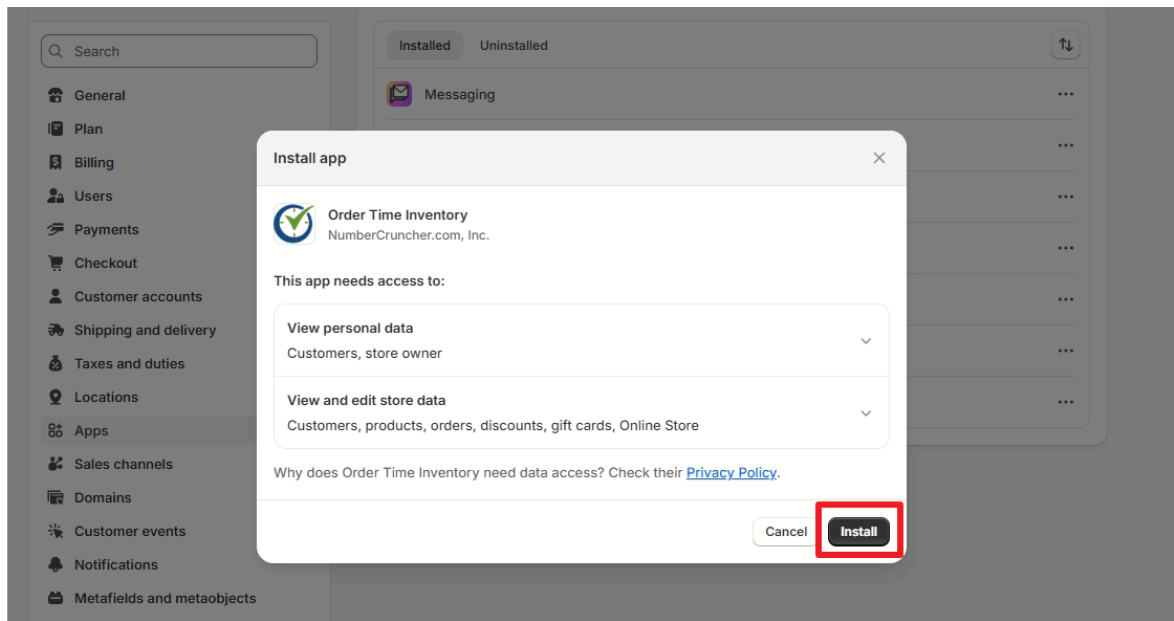 Search
General
Plan
Billing
Users
Payments
Checkout
Customer accounts
Shipping and delivery
Taxes and duties
Locations
Apps
Sales channels
Domains
Customer events
Notifications
Metafields and metaobjects
Installed Uninstalled
Messaging
Install app
Order Time Inventory
NumberCruncher.com, Inc.
This app needs access to:
View personal data
Customers, store owner
View and edit store data
Customers, products, orders, discounts, gift cards, Online Store
Why does Order Time Inventory need data access? Check their Privacy Policy.
Cancel Install